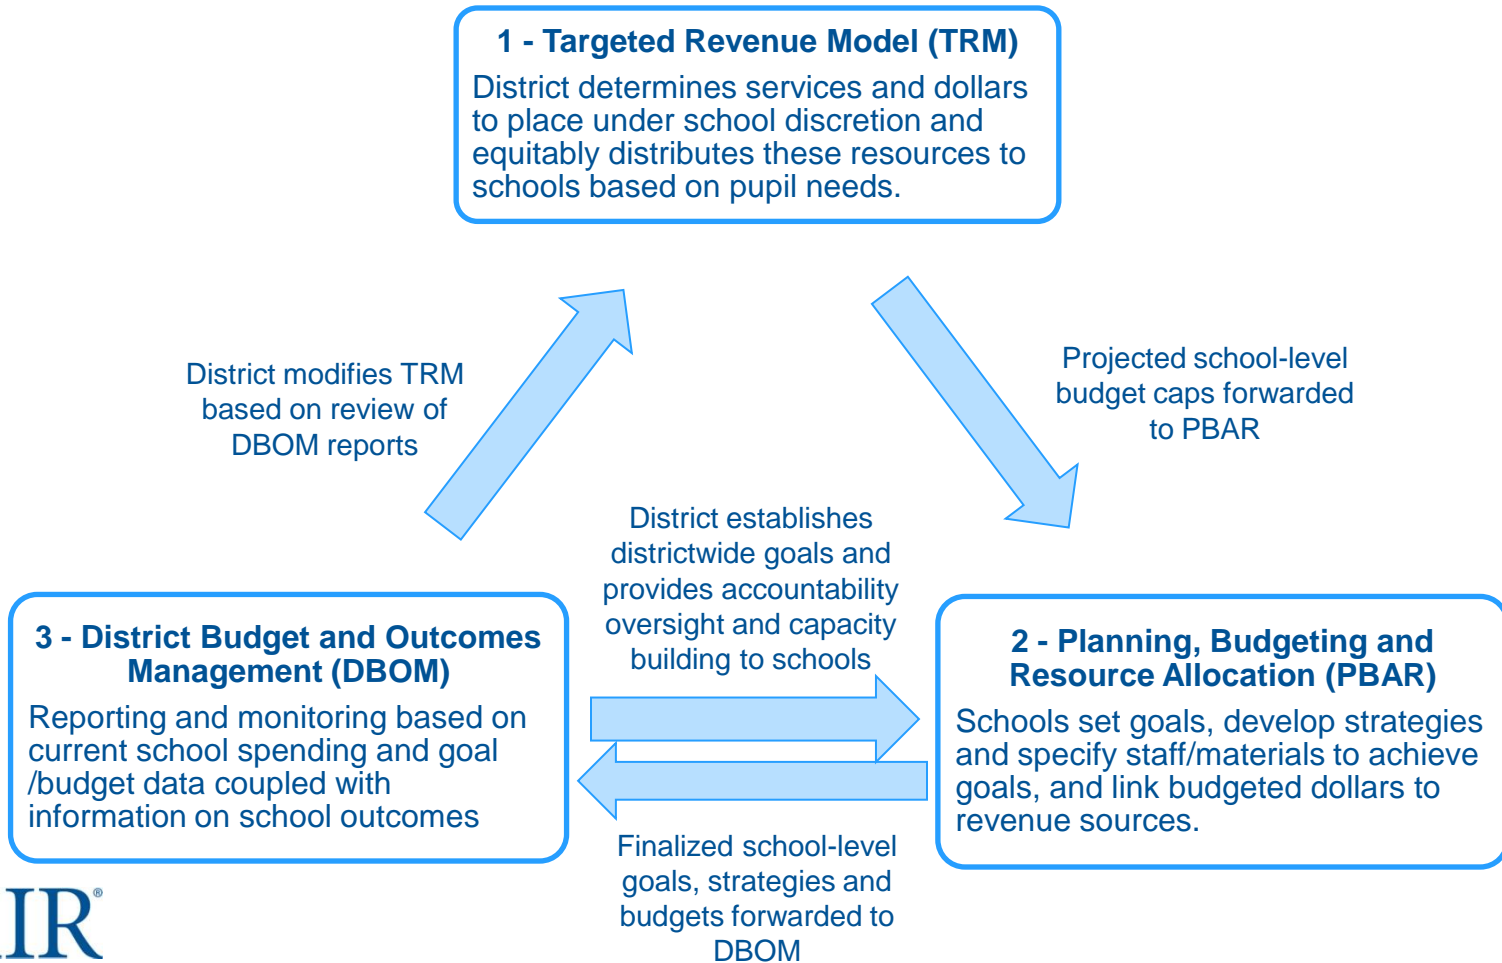 1 - Targeted Revenue Model (TRM)
District determines services and dollars
to place under school discretion and
equitably distributes these resources to
schools based on pupil needs.
District modifies TRM
based on review of
DBOM reports
Projected school-level
budget caps forwarded
to PBAR
District establishes
districtwide goals and
provides accountability
oversight and capacity
building to schools
3 - District Budget and Outcomes
Management (DBOM)
Reporting and monitoring based on
current school spending and goal
/budget data coupled with
information on school outcomes
2 - Planning, Budgeting and
Resource Allocation (PBAR)
Schools set goals, develop strategies
and specify staff/materials to achieve
goals, and link budgeted dollars to
revenue sources.
Finalized school-level
goals, strategies and
budgets forwarded to
DBOM
IR®